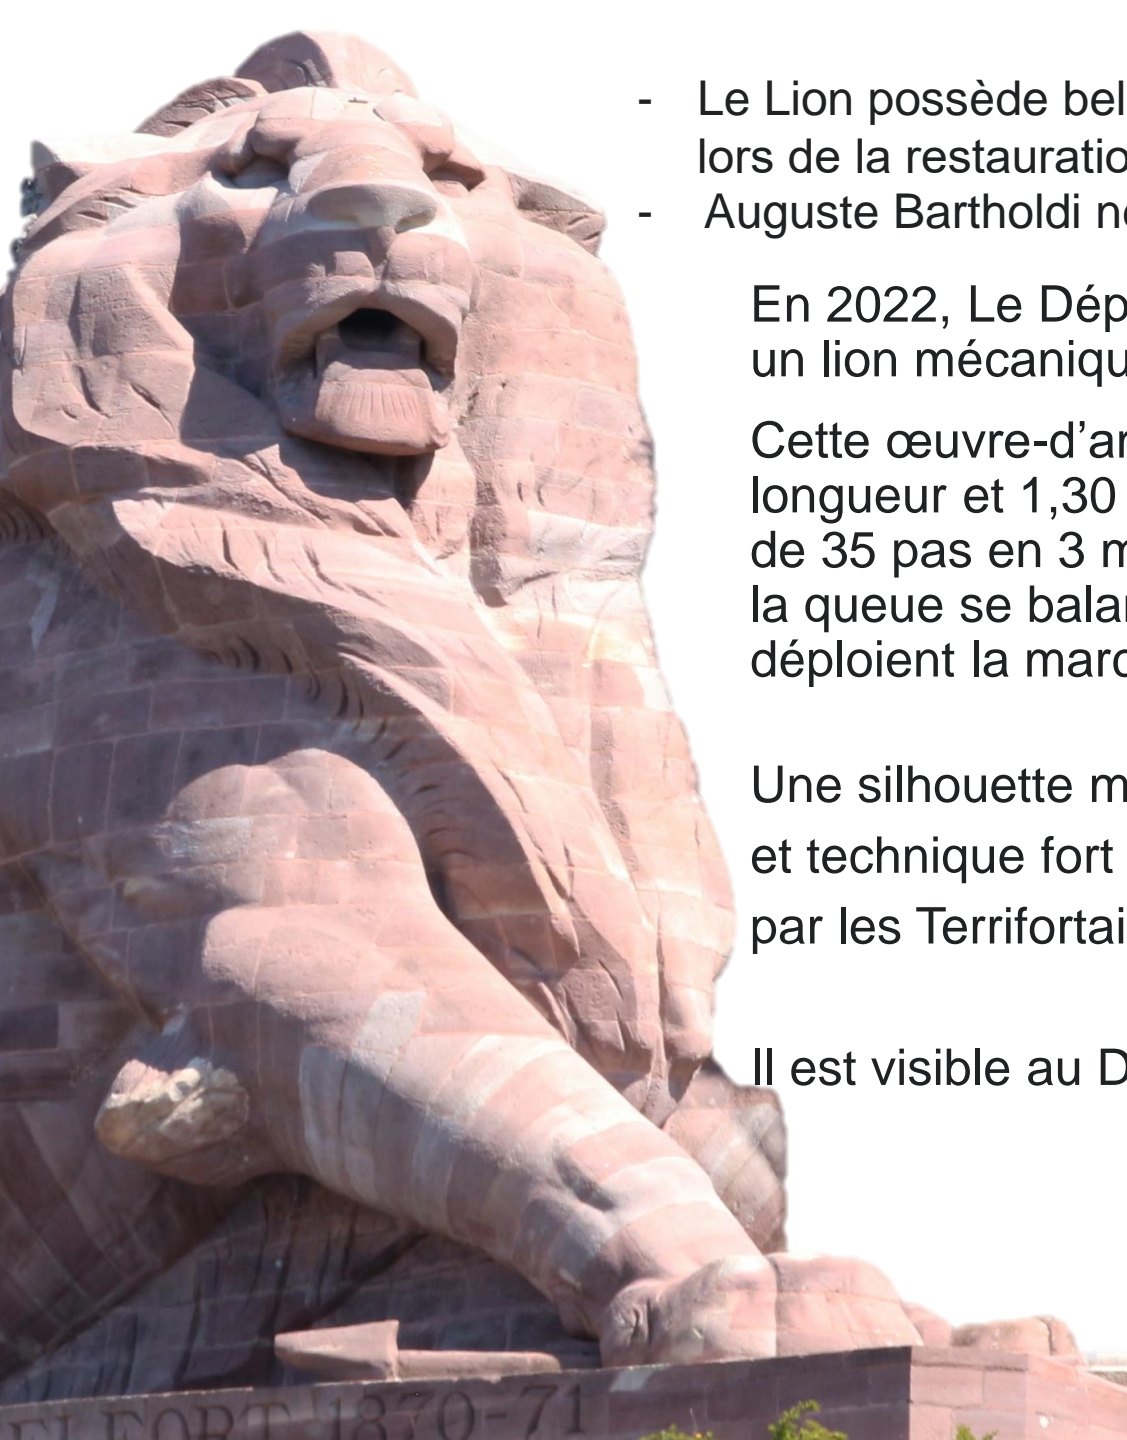 - Le Lion possède bel
lors de la restauratio
- Auguste Bartholdi n
En 2022, Le Dép
un lion mécaniqu
Cette œuvre-d’ar
longueur et 1,30
de 35 pas en 3 m
la queue se balan
déploient la marc
Une silhouette m
et technique fort
par les Terrifortai
Il est visible au D
ELFORT 1870-71